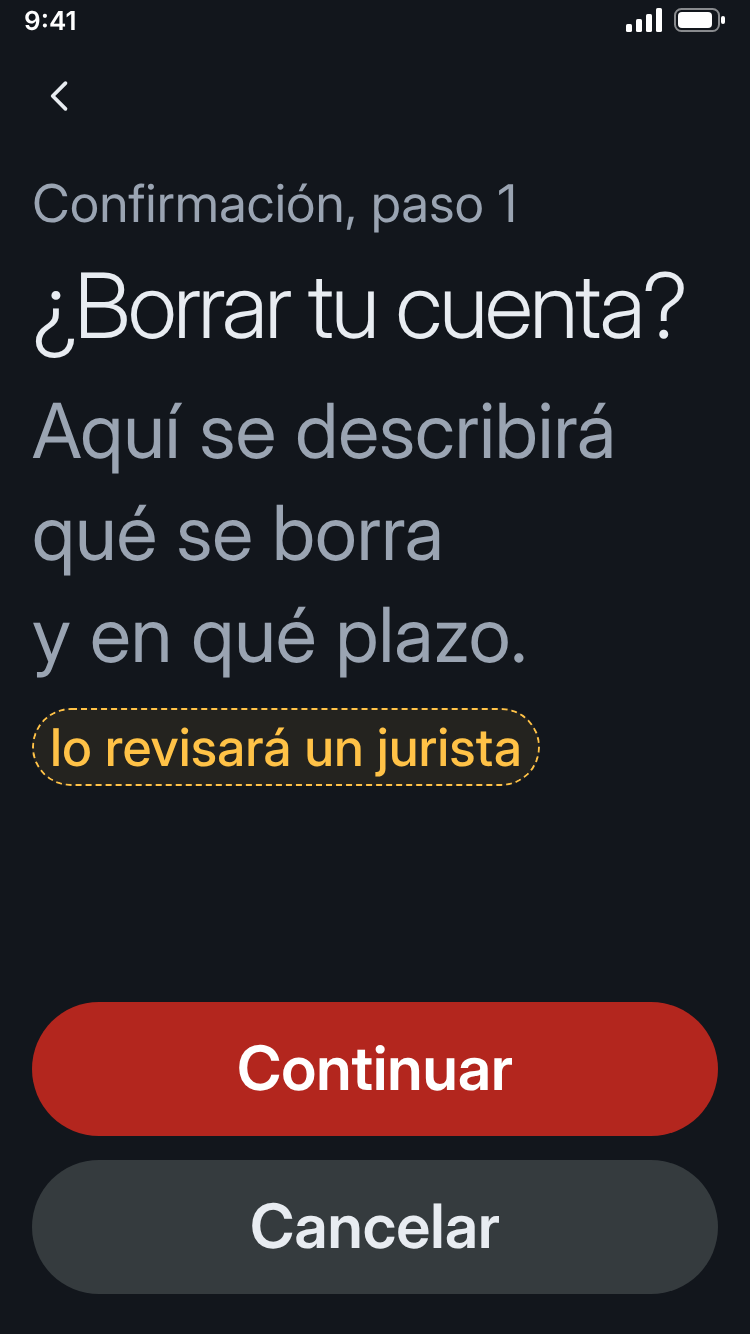 9:41
Confirmación, paso 1
¿Borrar tu cuenta?
Aquí se describirá
qué se borra
y en qué plazo.
lo revisará un jurista
Continuar
Cancelar